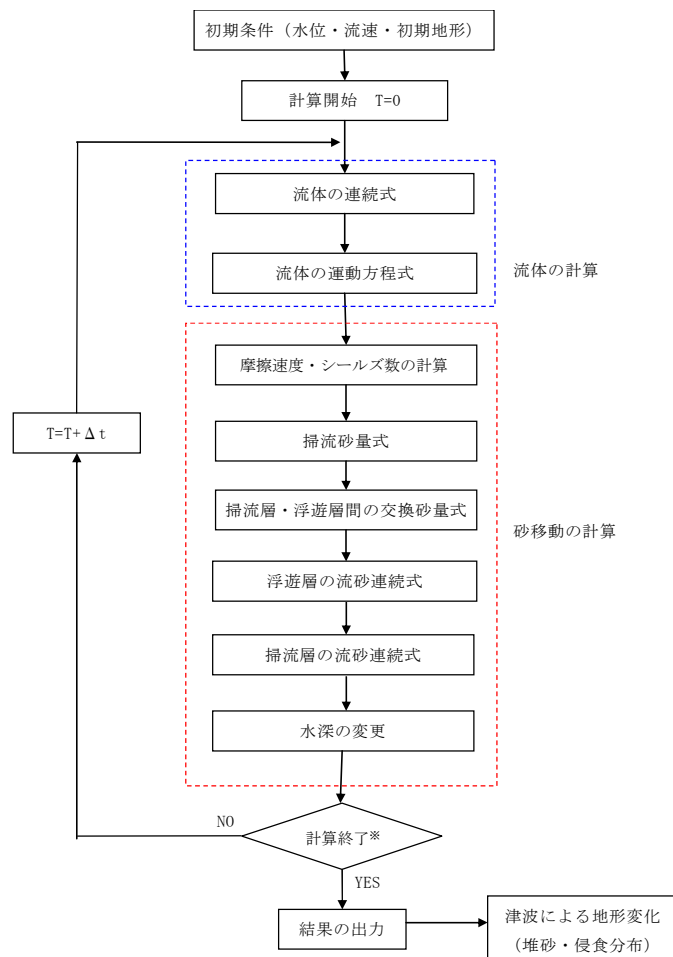 初期条件(水位・流速・初期地形)
計算開始 T=0
流体の連続式
流体の運動方程式
流体の計算
摩擦速度・シールズ数の計算
T=T+Δt
掃流砂量式
掃流層・浮遊層間の交換砂量式
砂移動の計算
浮遊層の流砂連続式
掃流層の流砂連続式
水深の変更
NO
計算終了※
YES
結果の出力
津波による地形変化
(堆砂・侵食分布)